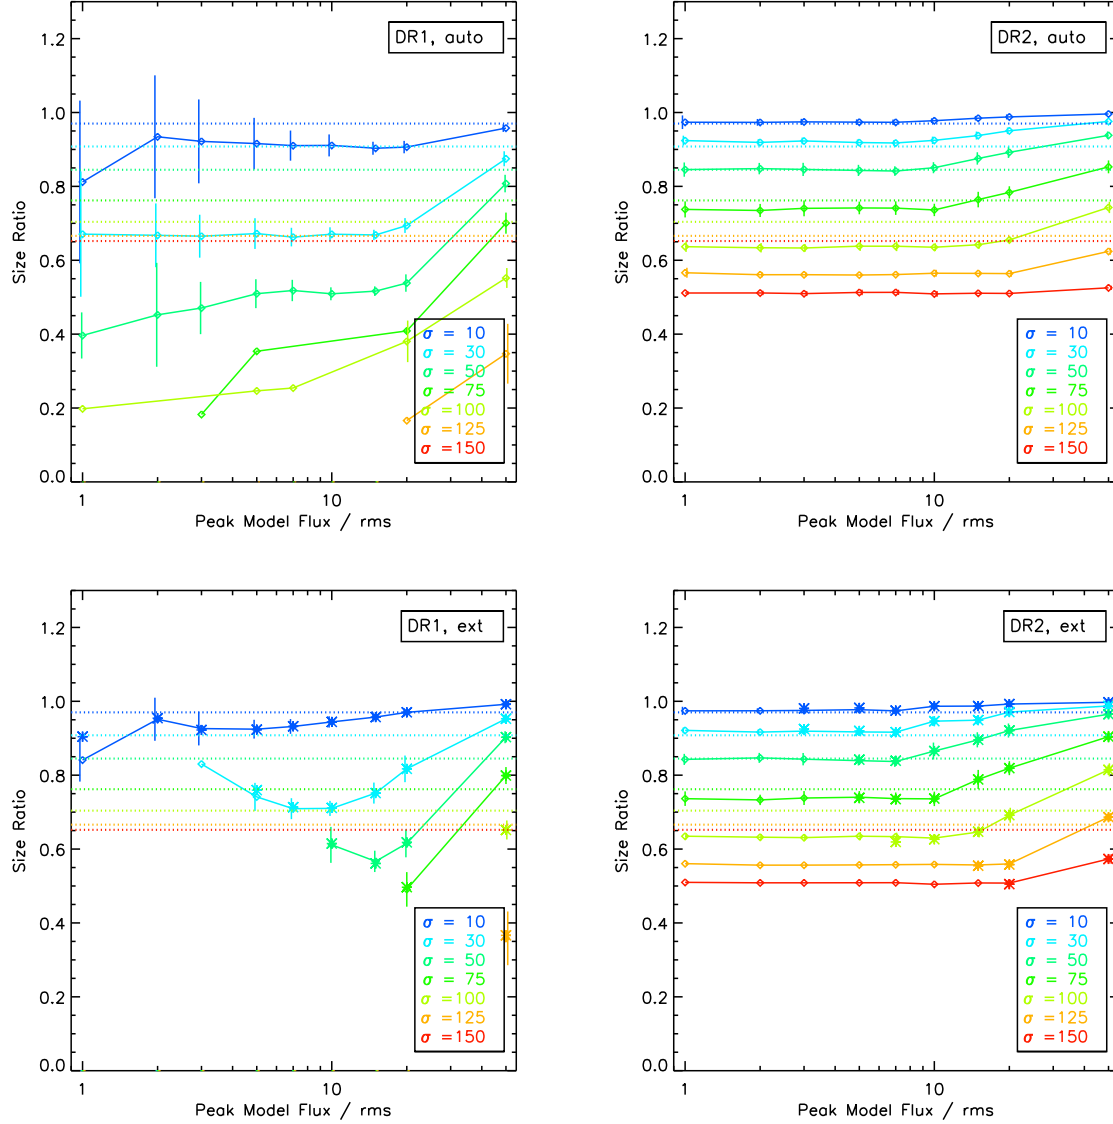 DR1, auto
1.2
1.0
0.8
0.6
0.4
0.2
0.0
Size Ratio
σ = 10
σ = 30
σ = 50
σ = 75
σ =100
σ =125
σ =150
1
10
Peak Model Flux / rms
DR2, auto
1.2
1.0
0.8
0.6
0.4
0.2
0.0
Size Ratio
σ = 10
σ = 30
σ = 50
σ = 75
σ =100
σ =125
σ =150
1
10
Peak Model Flux / rms
DR1, ext
1.2
1.0
0.8
0.6
0.4
0.2
0.0
Size Ratio
σ = 10
σ = 30
σ = 50
σ = 75
σ =100
σ =125
σ =150
1
10
Peak Model Flux / rms
DR2, ext
1.2
1.0
0.8
0.6
0.4
0.2
0.0
Size Ratio
σ = 10
σ = 30
σ = 50
σ = 75
σ =100
σ =125
σ =150
1
10
Peak Model Flux / rms